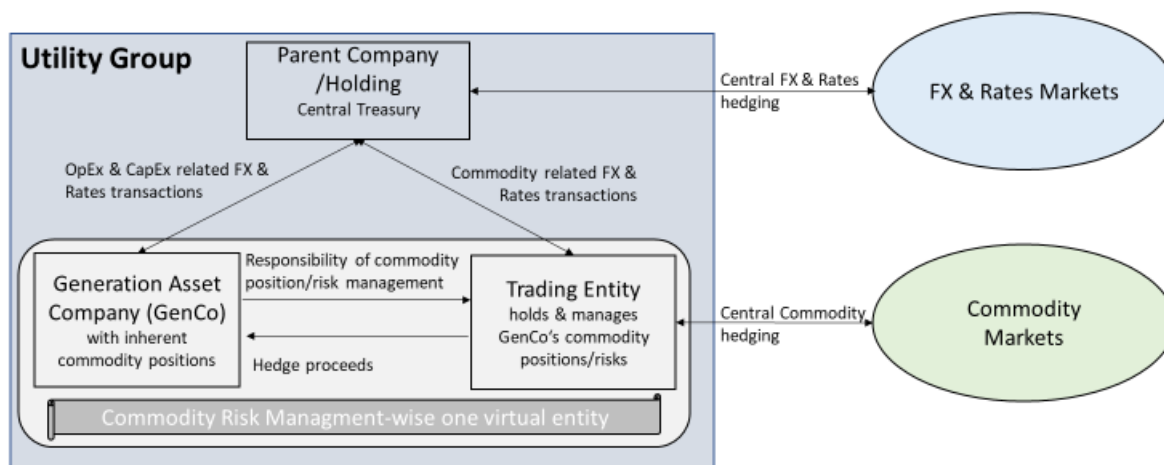 Utility Group
Parent Company
/Holding
Central Treasury
Central FX & Rates
hedging
FX & Rates Markets
OpEx & CapEx related FX &
Rates transactions
Commodity related FX &
Rates transactions
Generation Asset
Company (GenCo)
with inherent
commodity positions
Responsibility of commodity
position/risk management
Hedge proceeds
Trading Entity
holds & manages
GenCo's commodity
positions/risks
Central Commodity
hedging
Commodity
Markets
Commodity Risk Managment-wise one virtual entity